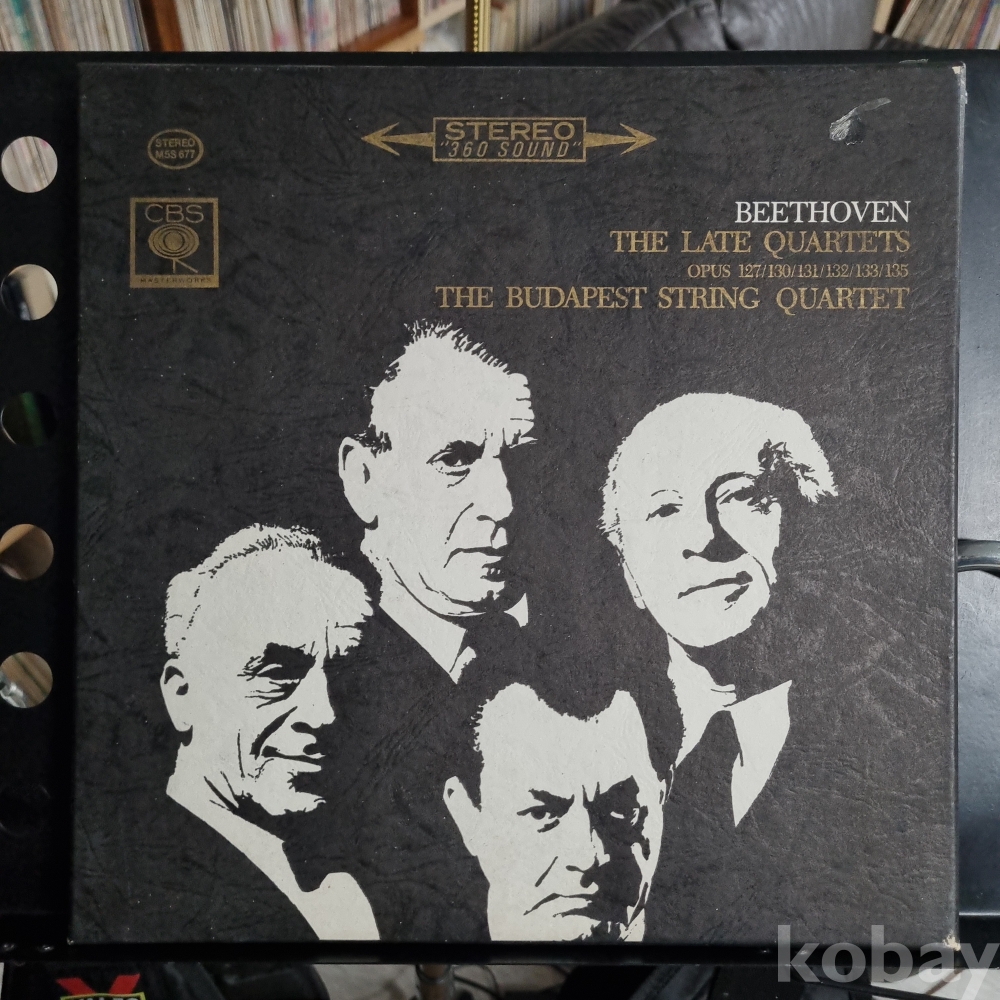 STEREO
"360 SOUND"
STEREO
M5S 677
CBS
MASTERWORKS
BEETHOVEN
THE LATE QUARTETS
OPUS 127/130/131/132/133/135
THE BUDAPEST STRING QUARTET
kobay